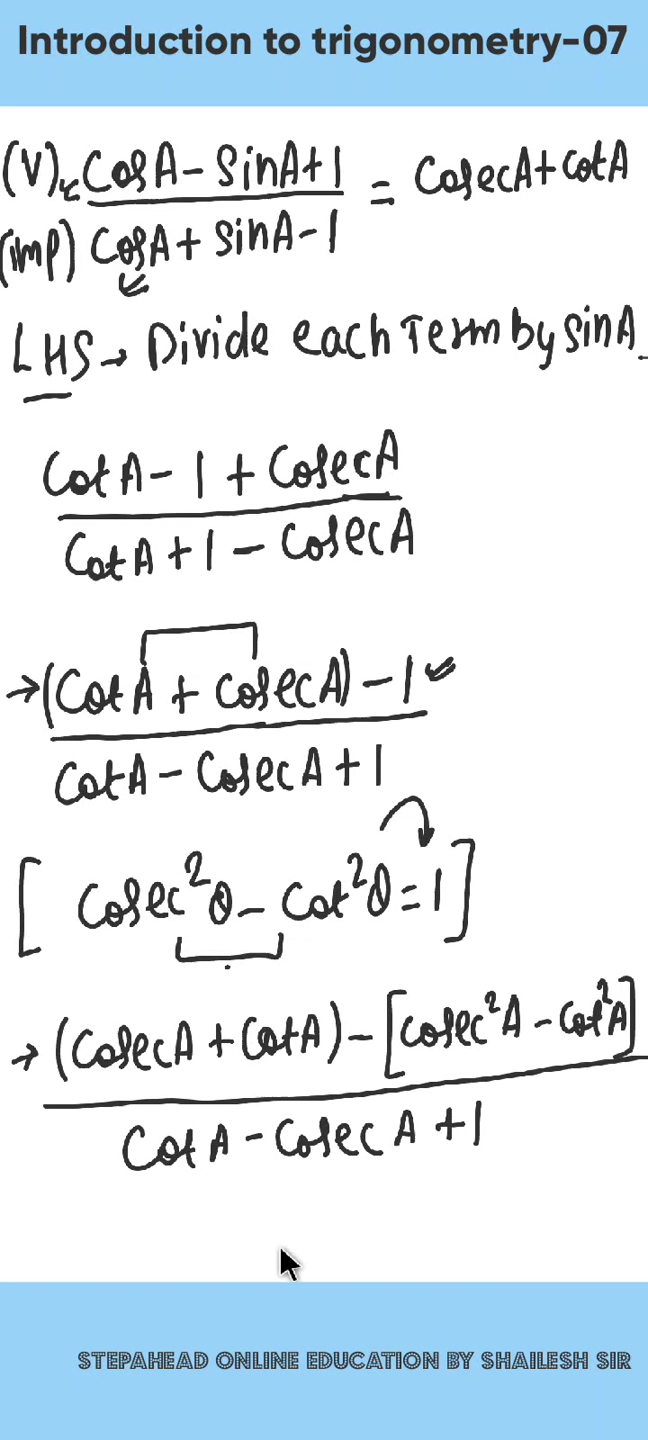 Introduction to trigonometry-07
(V) CosA - SinA+1 = CosecA+CotA
(imp) CosA + sinA-1
LHS → Divide each Term by sinA
CotA - 1 + CosecA
CotA + 1 - CosecA
→ (CotA + CosecA) - 1
CotA - CosecA + 1
[ Cosec²θ - Cot²θ = 1 ]
→ (CosecA + CotA) - [Cosec²A - Cot²A]
CotA - CosecA + 1
STEPAHEAD ONLINE EDUCATION BY SHAILESH SIR